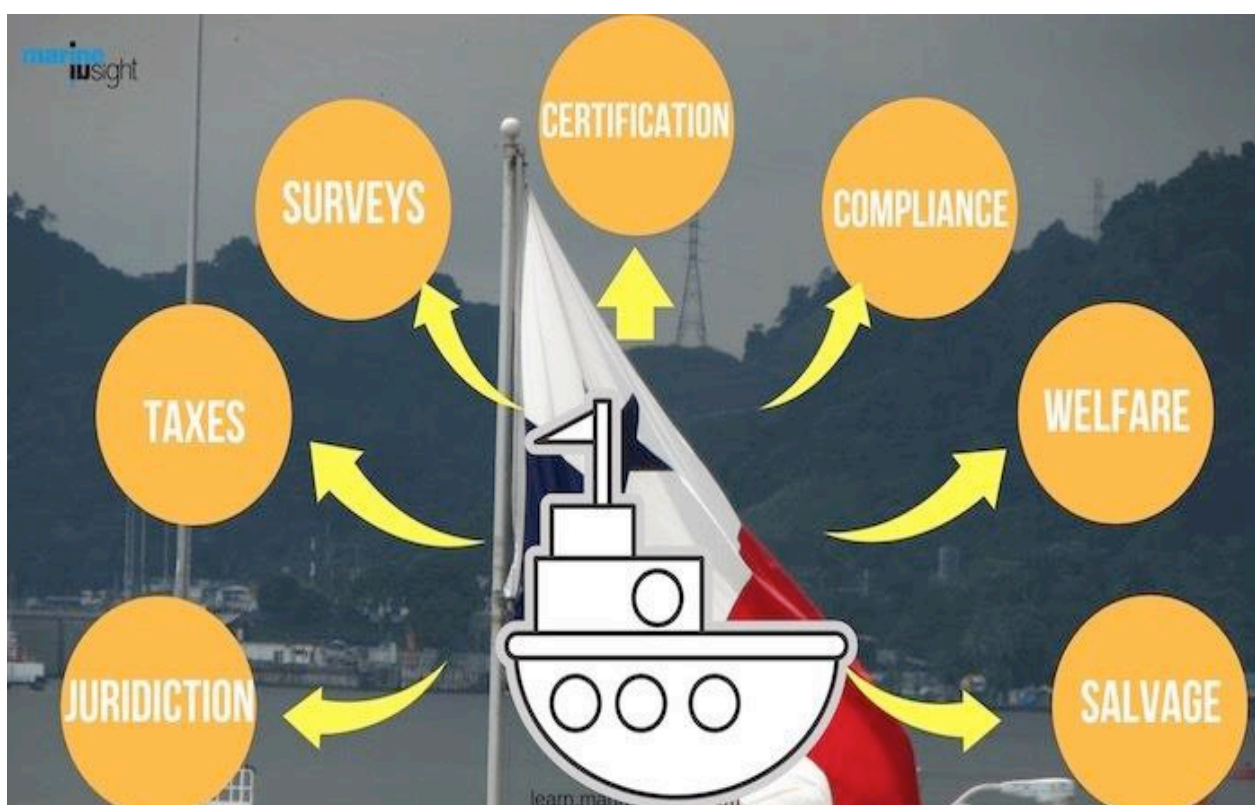 marine
insight
CERTIFICATION
SURVEYS
COMPLIANCE
TAXES
WELFARE
JURIDICTION
SALVAGE